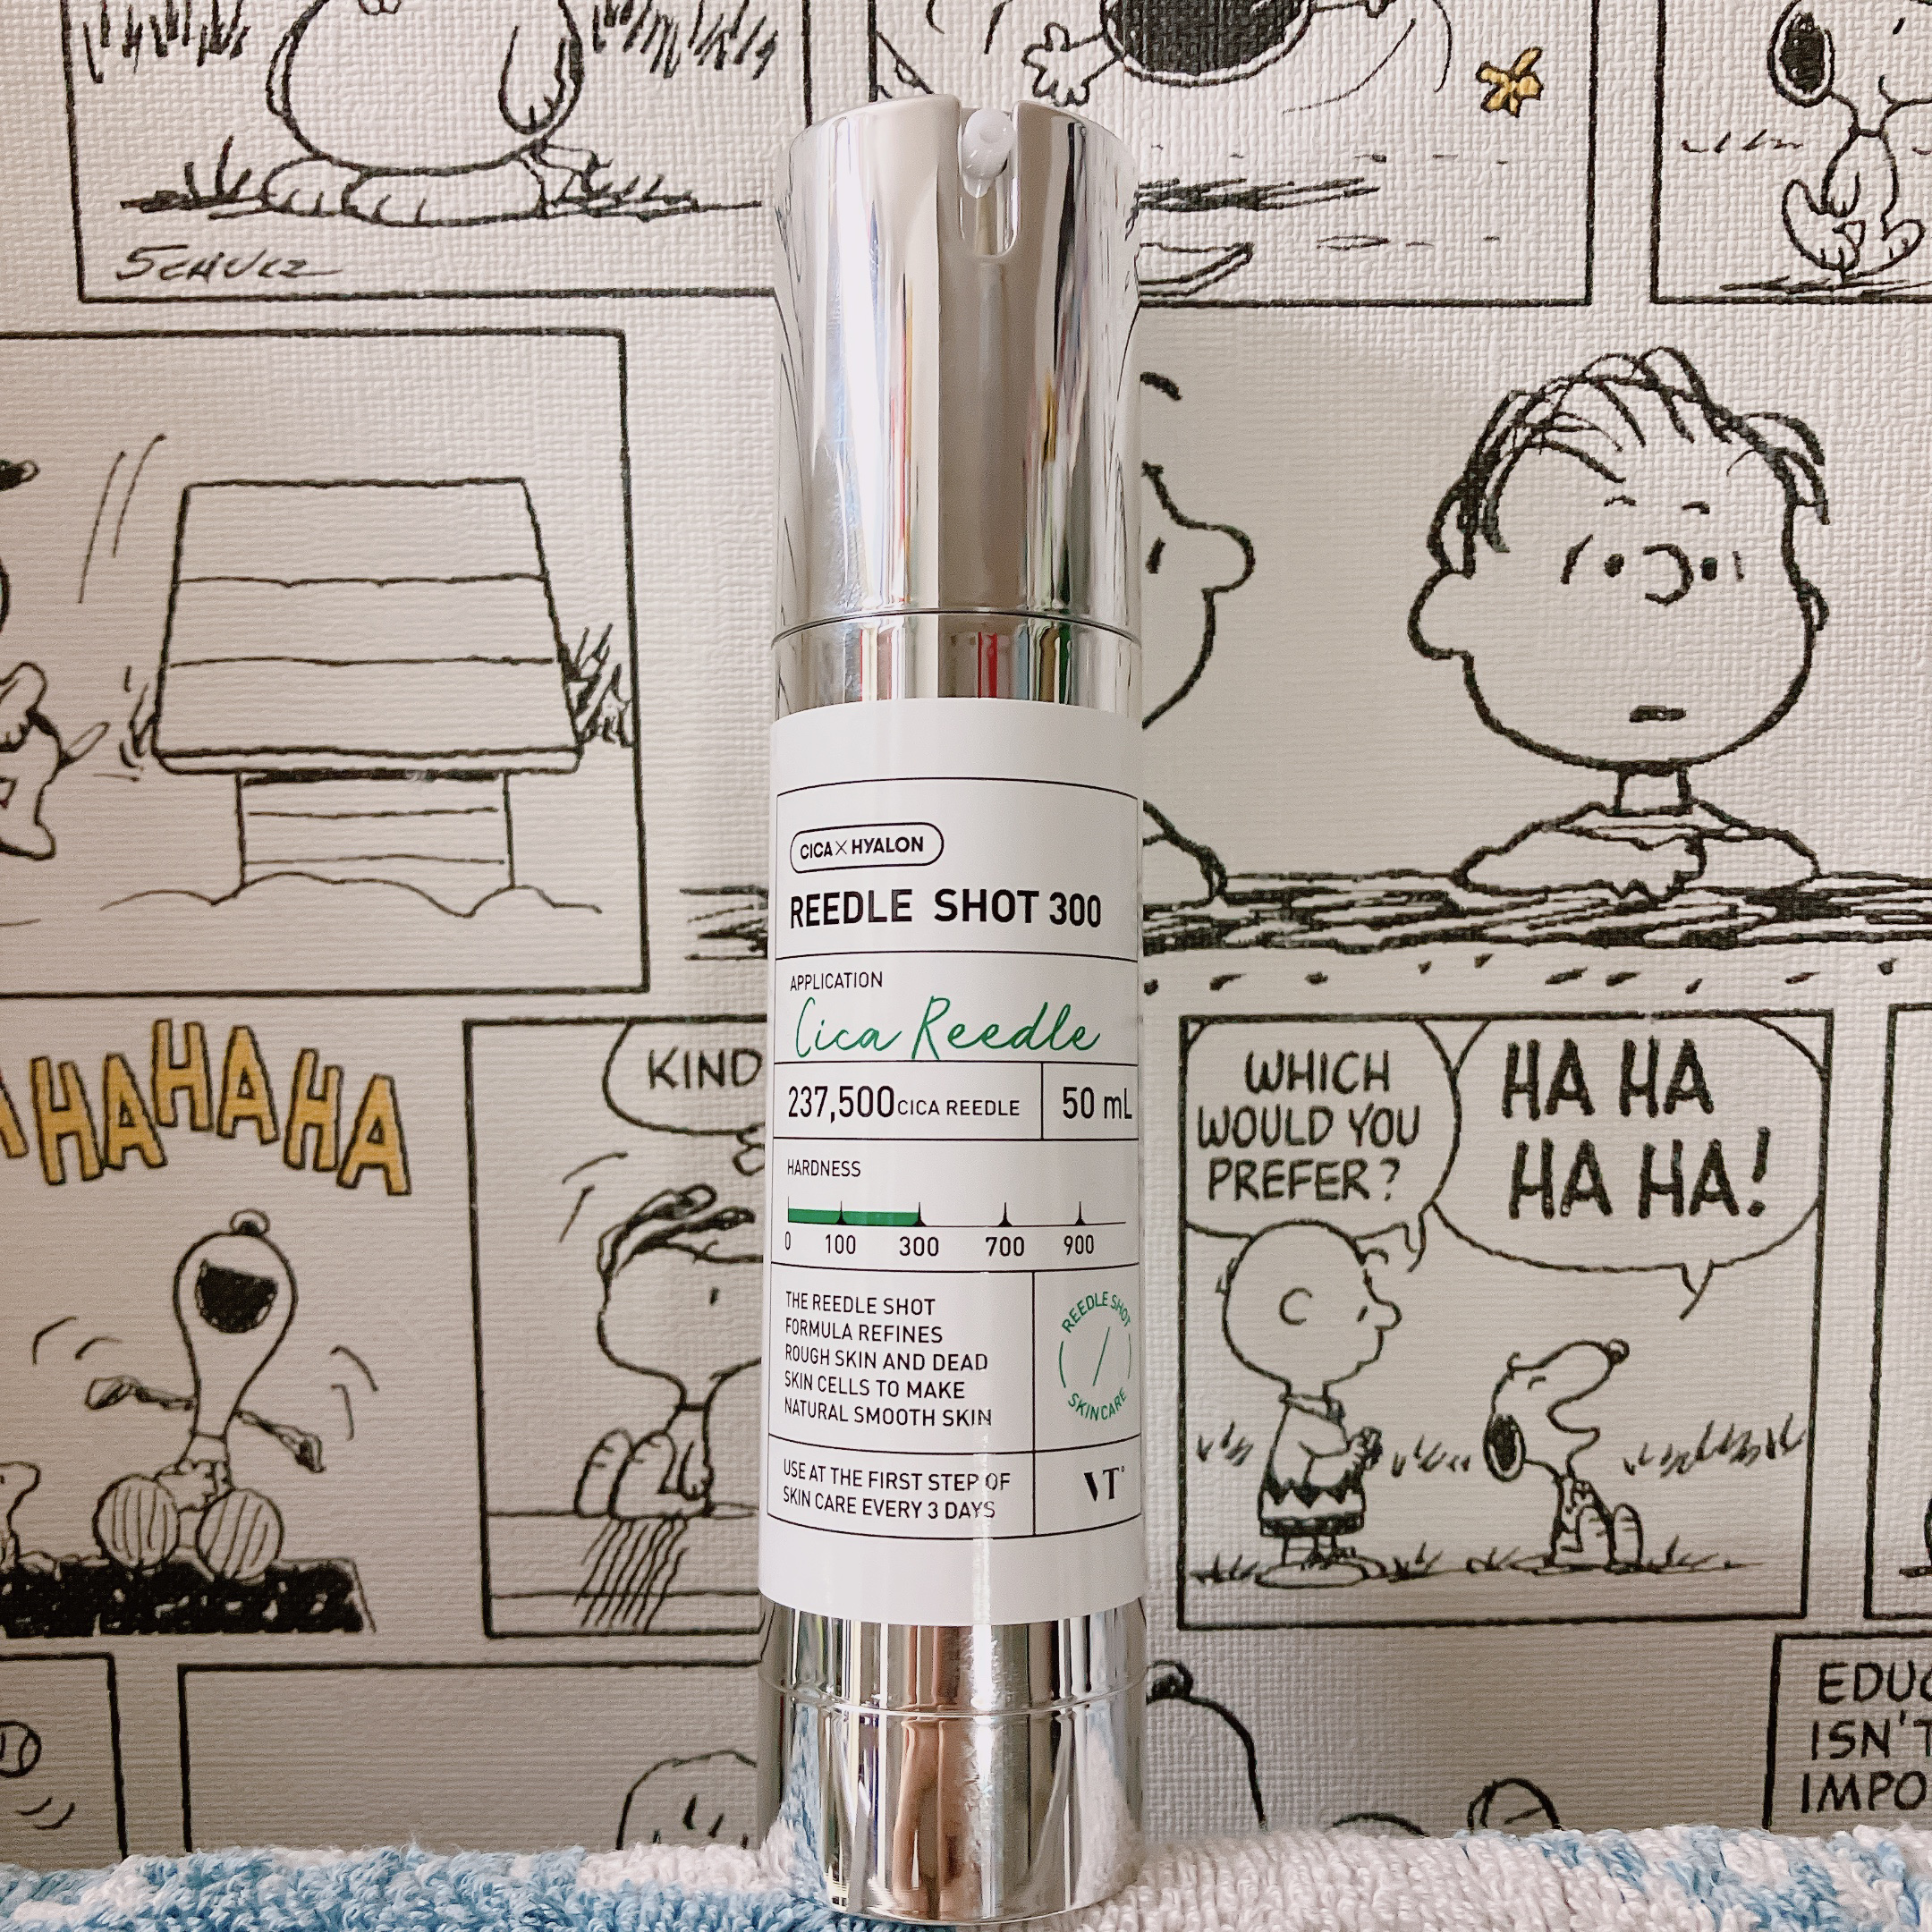 SCHULZ
HAHAHAHA
KIND
WHICH
WOULD YOU
PREFER?
HA HA
HA HA!
CICA×HYALON
REEDLE SHOT 300
APPLICATION
Cica Reedle
237,500 CICA REEDLE
50 mL
HARDNESS
0 100 300 700 900
THE REEDLE SHOT
FORMULA REFINES
ROUGH SKIN AND DEAD
SKIN CELLS TO MAKE
NATURAL SMOOTH SKIN
REEDLE SHOT
SKINCARE
USE AT THE FIRST STEP OF
SKIN CARE EVERY 3 DAYS
VT
ISN'T